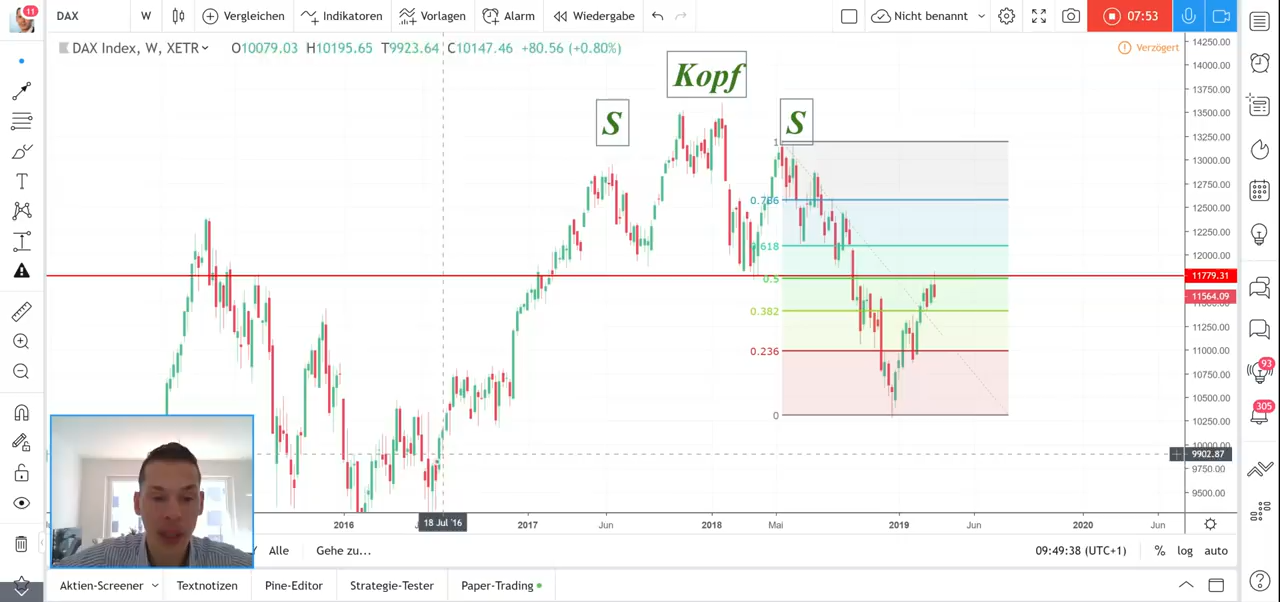 11
DAX
W
Vergleichen
Indikatoren
Vorlagen
Alarm
Wiedergabe
Nicht benannt
07:53
DAX Index, W, XETR
O10079.03 H10195.65 T9923.64 C10147.46 +80.56 (+0.80%)
Verzögert
Kopf
S
S
1
0.786
0.618
0.5
0.382
0.236
0
14250.00
14000.00
13750.00
13500.00
13250.00
13000.00
12750.00
12500.00
12250.00
12000.00
11779.31
11564.09
11250.00
11000.00
10750.00
10500.00
10250.00
10000.00
9902.87
9750.00
9500.00
93
305
2016
18 Jul '16
2017
Jun
2018
Mai
2019
Jun
2020
Jun
Alle
Gehe zu...
09:49:38 (UTC+1)
%
log
auto
Aktien-Screener
Textnotizen
Pine-Editor
Strategie-Tester
Paper-Trading